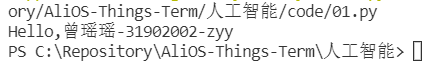 ory/AliOS-Things-Term/人工智能/code/01.py
Hello,曾瑶瑶-31902002-zyy
PS C:\Repository\AliOS-Things-Term\人工智能>